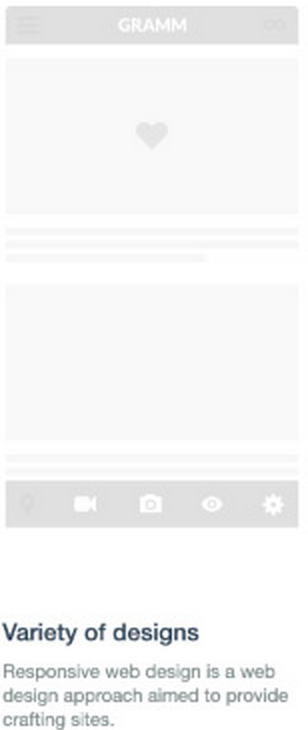 GRAMM
Variety of designs
Responsive web design is a web
design approach aimed to provide
crafting sites.